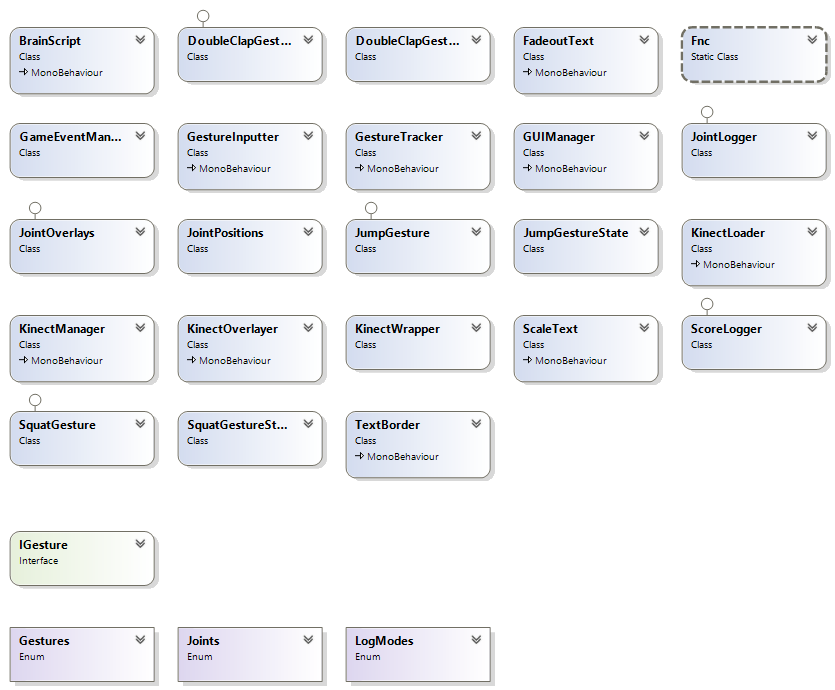 BrainScript
Class
MonoBehaviour
DoubleClapGest...
Class
DoubleClapGest...
Class
FadeoutText
Class
MonoBehaviour
Fnc
Static Class
GameEventMan...
Class
GestureInputter
Class
MonoBehaviour
GestureTracker
Class
MonoBehaviour
GUIManager
Class
MonoBehaviour
JointLogger
Class
JointOverlays
Class
JointPositions
Class
JumpGesture
Class
JumpGestureState
Class
KinectLoader
Class
MonoBehaviour
KinectManager
Class
MonoBehaviour
KinectOverlayer
Class
MonoBehaviour
KinectWrapper
Class
ScaleText
Class
MonoBehaviour
ScoreLogger
Class
SquatGesture
Class
SquatGestureSt...
Class
TextBorder
Class
MonoBehaviour
IGesture
Interface
Gestures
Enum
Joints
Enum
LogModes
Enum